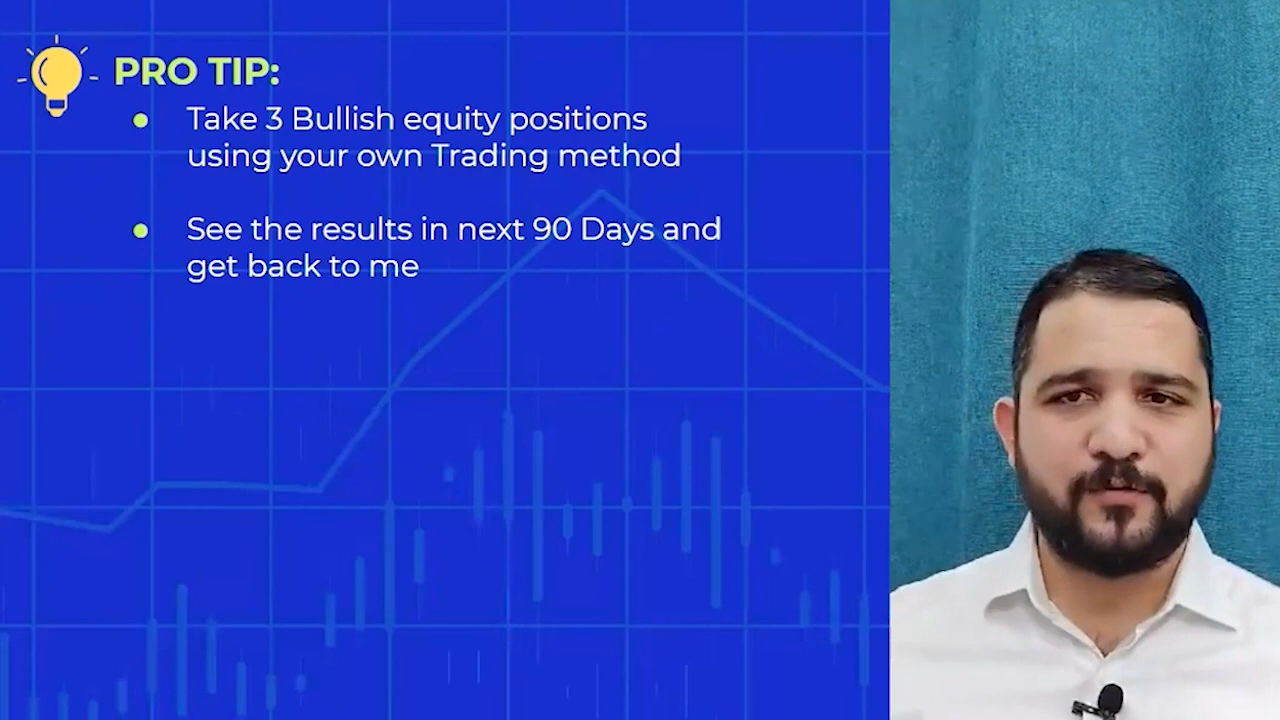 PRO TIP:
Take 3 Bullish equity positions
using your own Trading method
See the results in next 90 Days and
get back to me